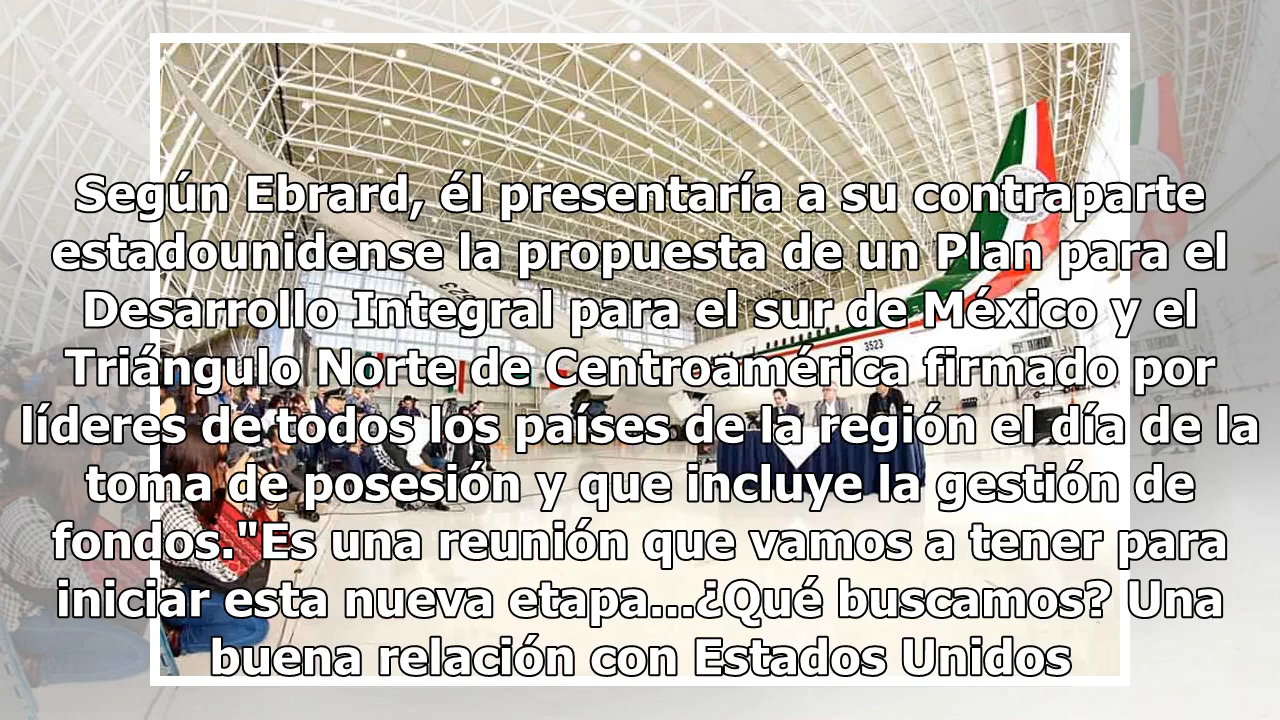 Según Ebrard, él presentaría a su contraparte
estadounidense la propuesta de un Plan para el
Desarrollo Integral para el sur de México y el
Triángulo Norte de Centroamérica firmado por
líderes de todos los países de la región el día de la
toma de posesión y que incluye la gestión de
fondos."Es una reunión que vamos a tener para
iniciar esta nueva etapa...¿Qué buscamos? Una
buena relación con Estados Unidos
3523